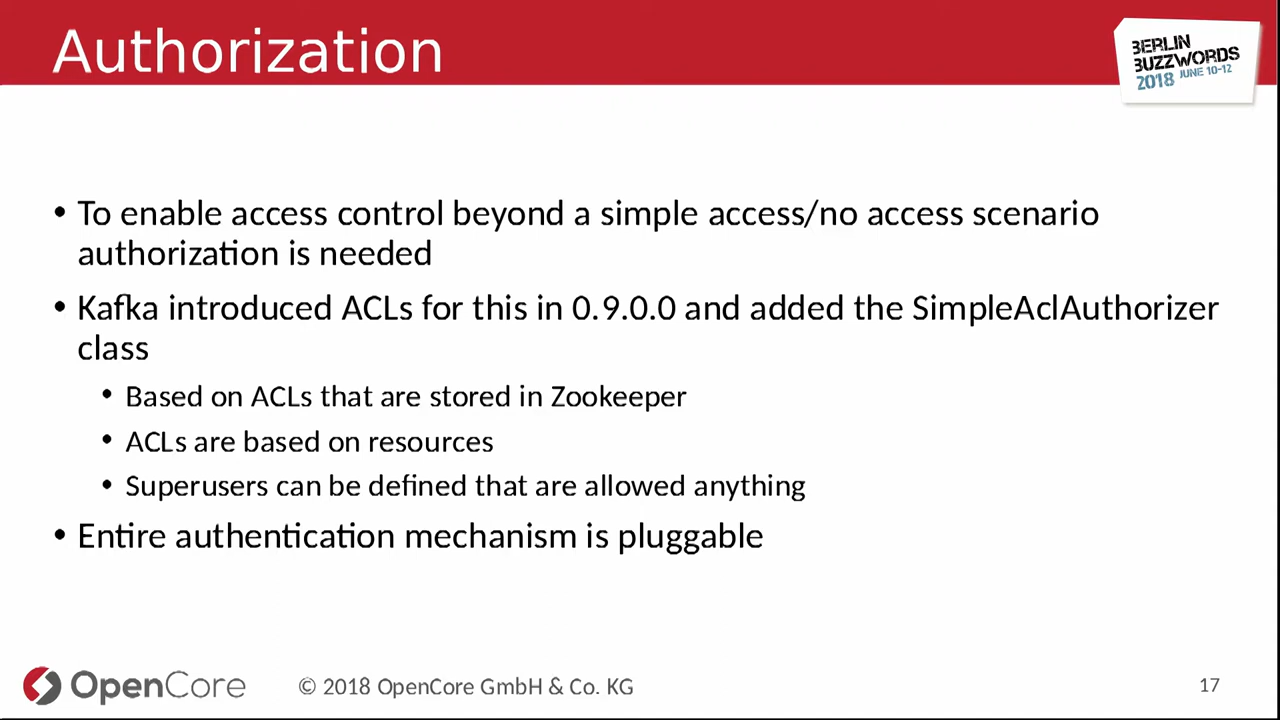 Authorization
BERLIN
BUZZWORDS
2018 JUNE 10-12
• To enable access control beyond a simple access/no access scenario
authorization is needed
• Kafka introduced ACLs for this in 0.9.0.0 and added the SimpleAclAuthorizer
class
• Based on ACLs that are stored in Zookeeper
• ACLs are based on resources
• Superusers can be defined that are allowed anything
• Entire authentication mechanism is pluggable
OpenCore
© 2018 OpenCore GmbH & Co. KG
17